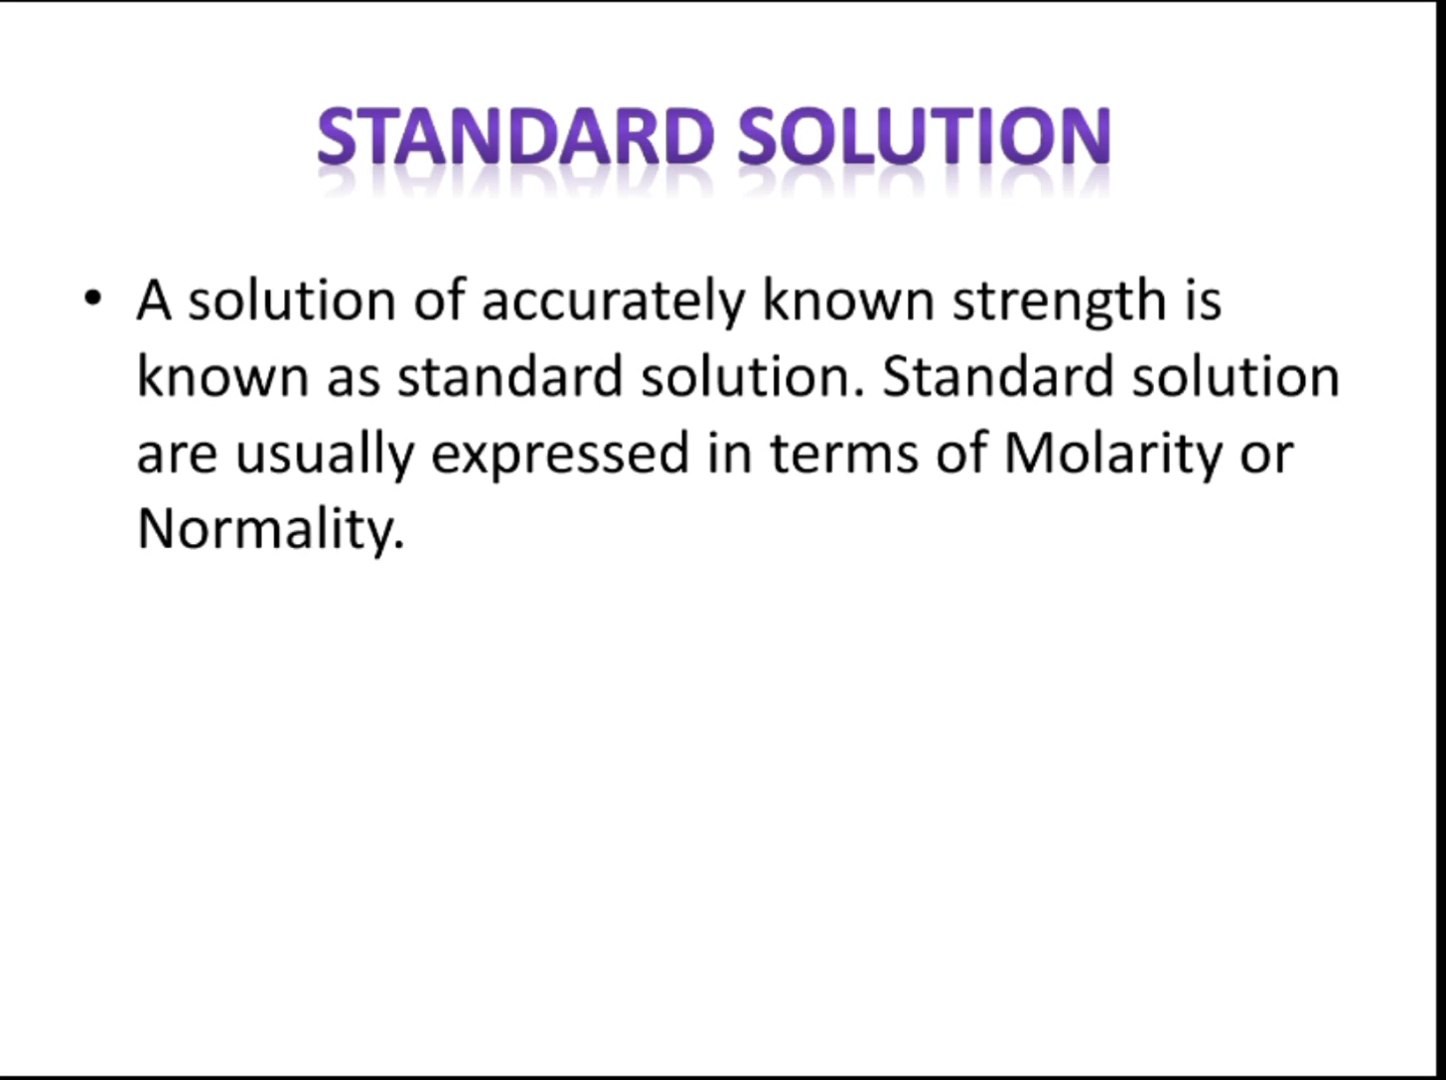 STANDARD SOLUTION
• A solution of accurately known strength is
known as standard solution. Standard solution
are usually expressed in terms of Molarity or
Normality.